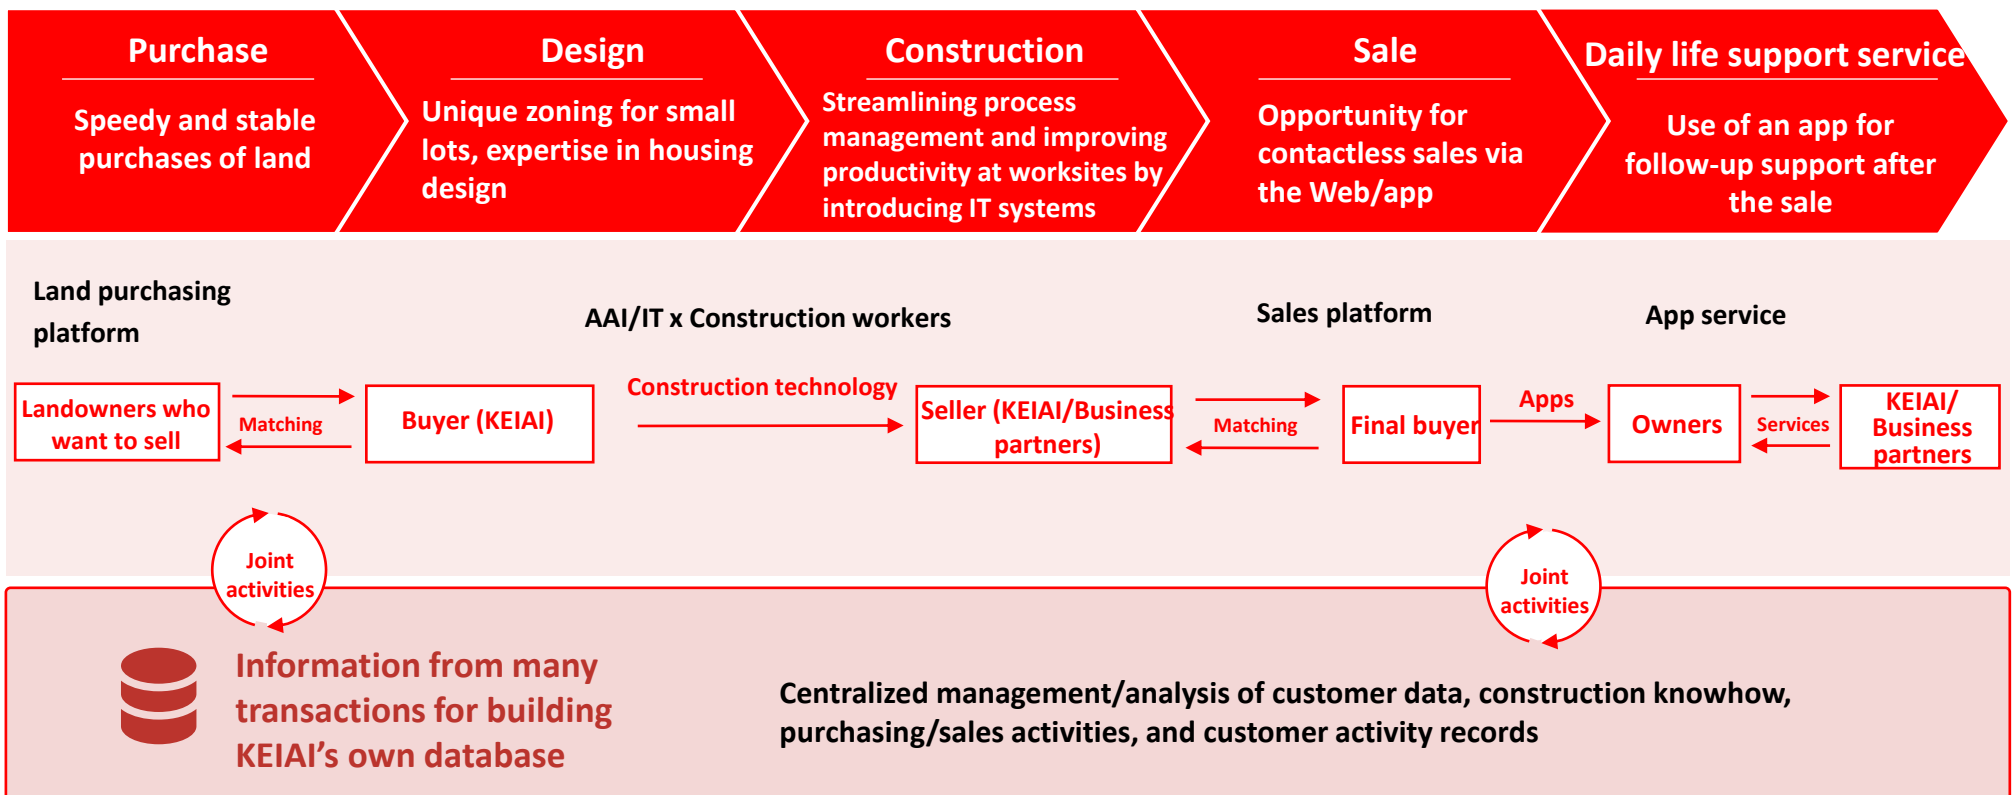 Purchase
Speedy and stable
purchases of land
Design
Unique zoning for small
lots, expertise in housing
design
Construction
Streamlining process
management and improving
productivity at worksites by
introducing IT systems
Sale
Opportunity for
contactless sales via
the Web/app
Daily life support service
Use of an app for
follow-up support after
the sale
Land purchasing
platform
AAI/IT x Construction workers
Sales platform
App service
Landowners who
want to sell
Matching
Buyer (KEIAI)
Construction technology
Seller (KEIAI/Business
partners)
Matching
Final buyer
Apps
Owners
Services
KEIAI/
Business
partners
Joint
activities
Joint
activities
Information from many
transactions for building
KEIAI's own database
Centralized management/analysis of customer data, construction knowhow,
purchasing/sales activities, and customer activity records